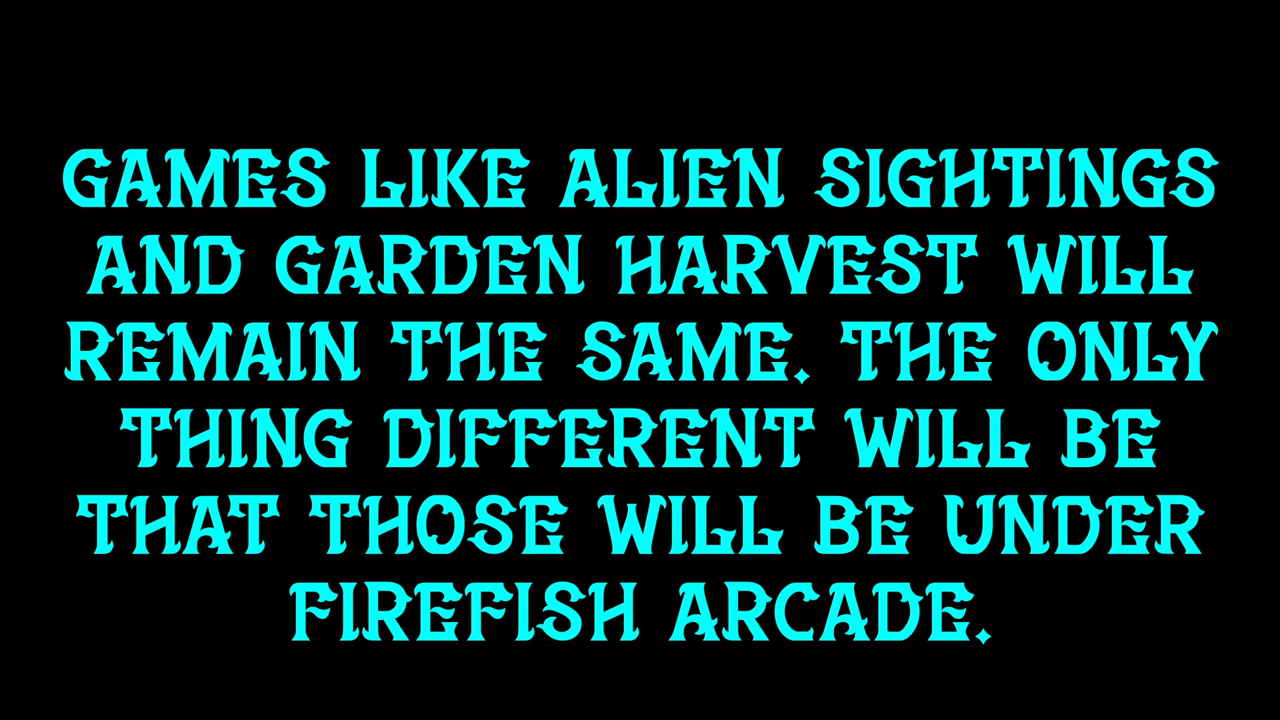 GAMES LIKE ALIEN SIGHTINGS
AND GARDEN HARVEST WILL
REMAIN THE SAME. THE ONLY
THING DIFFERENT WILL BE
THAT THOSE WILL BE UNDER
FIREFISH ARCADE.